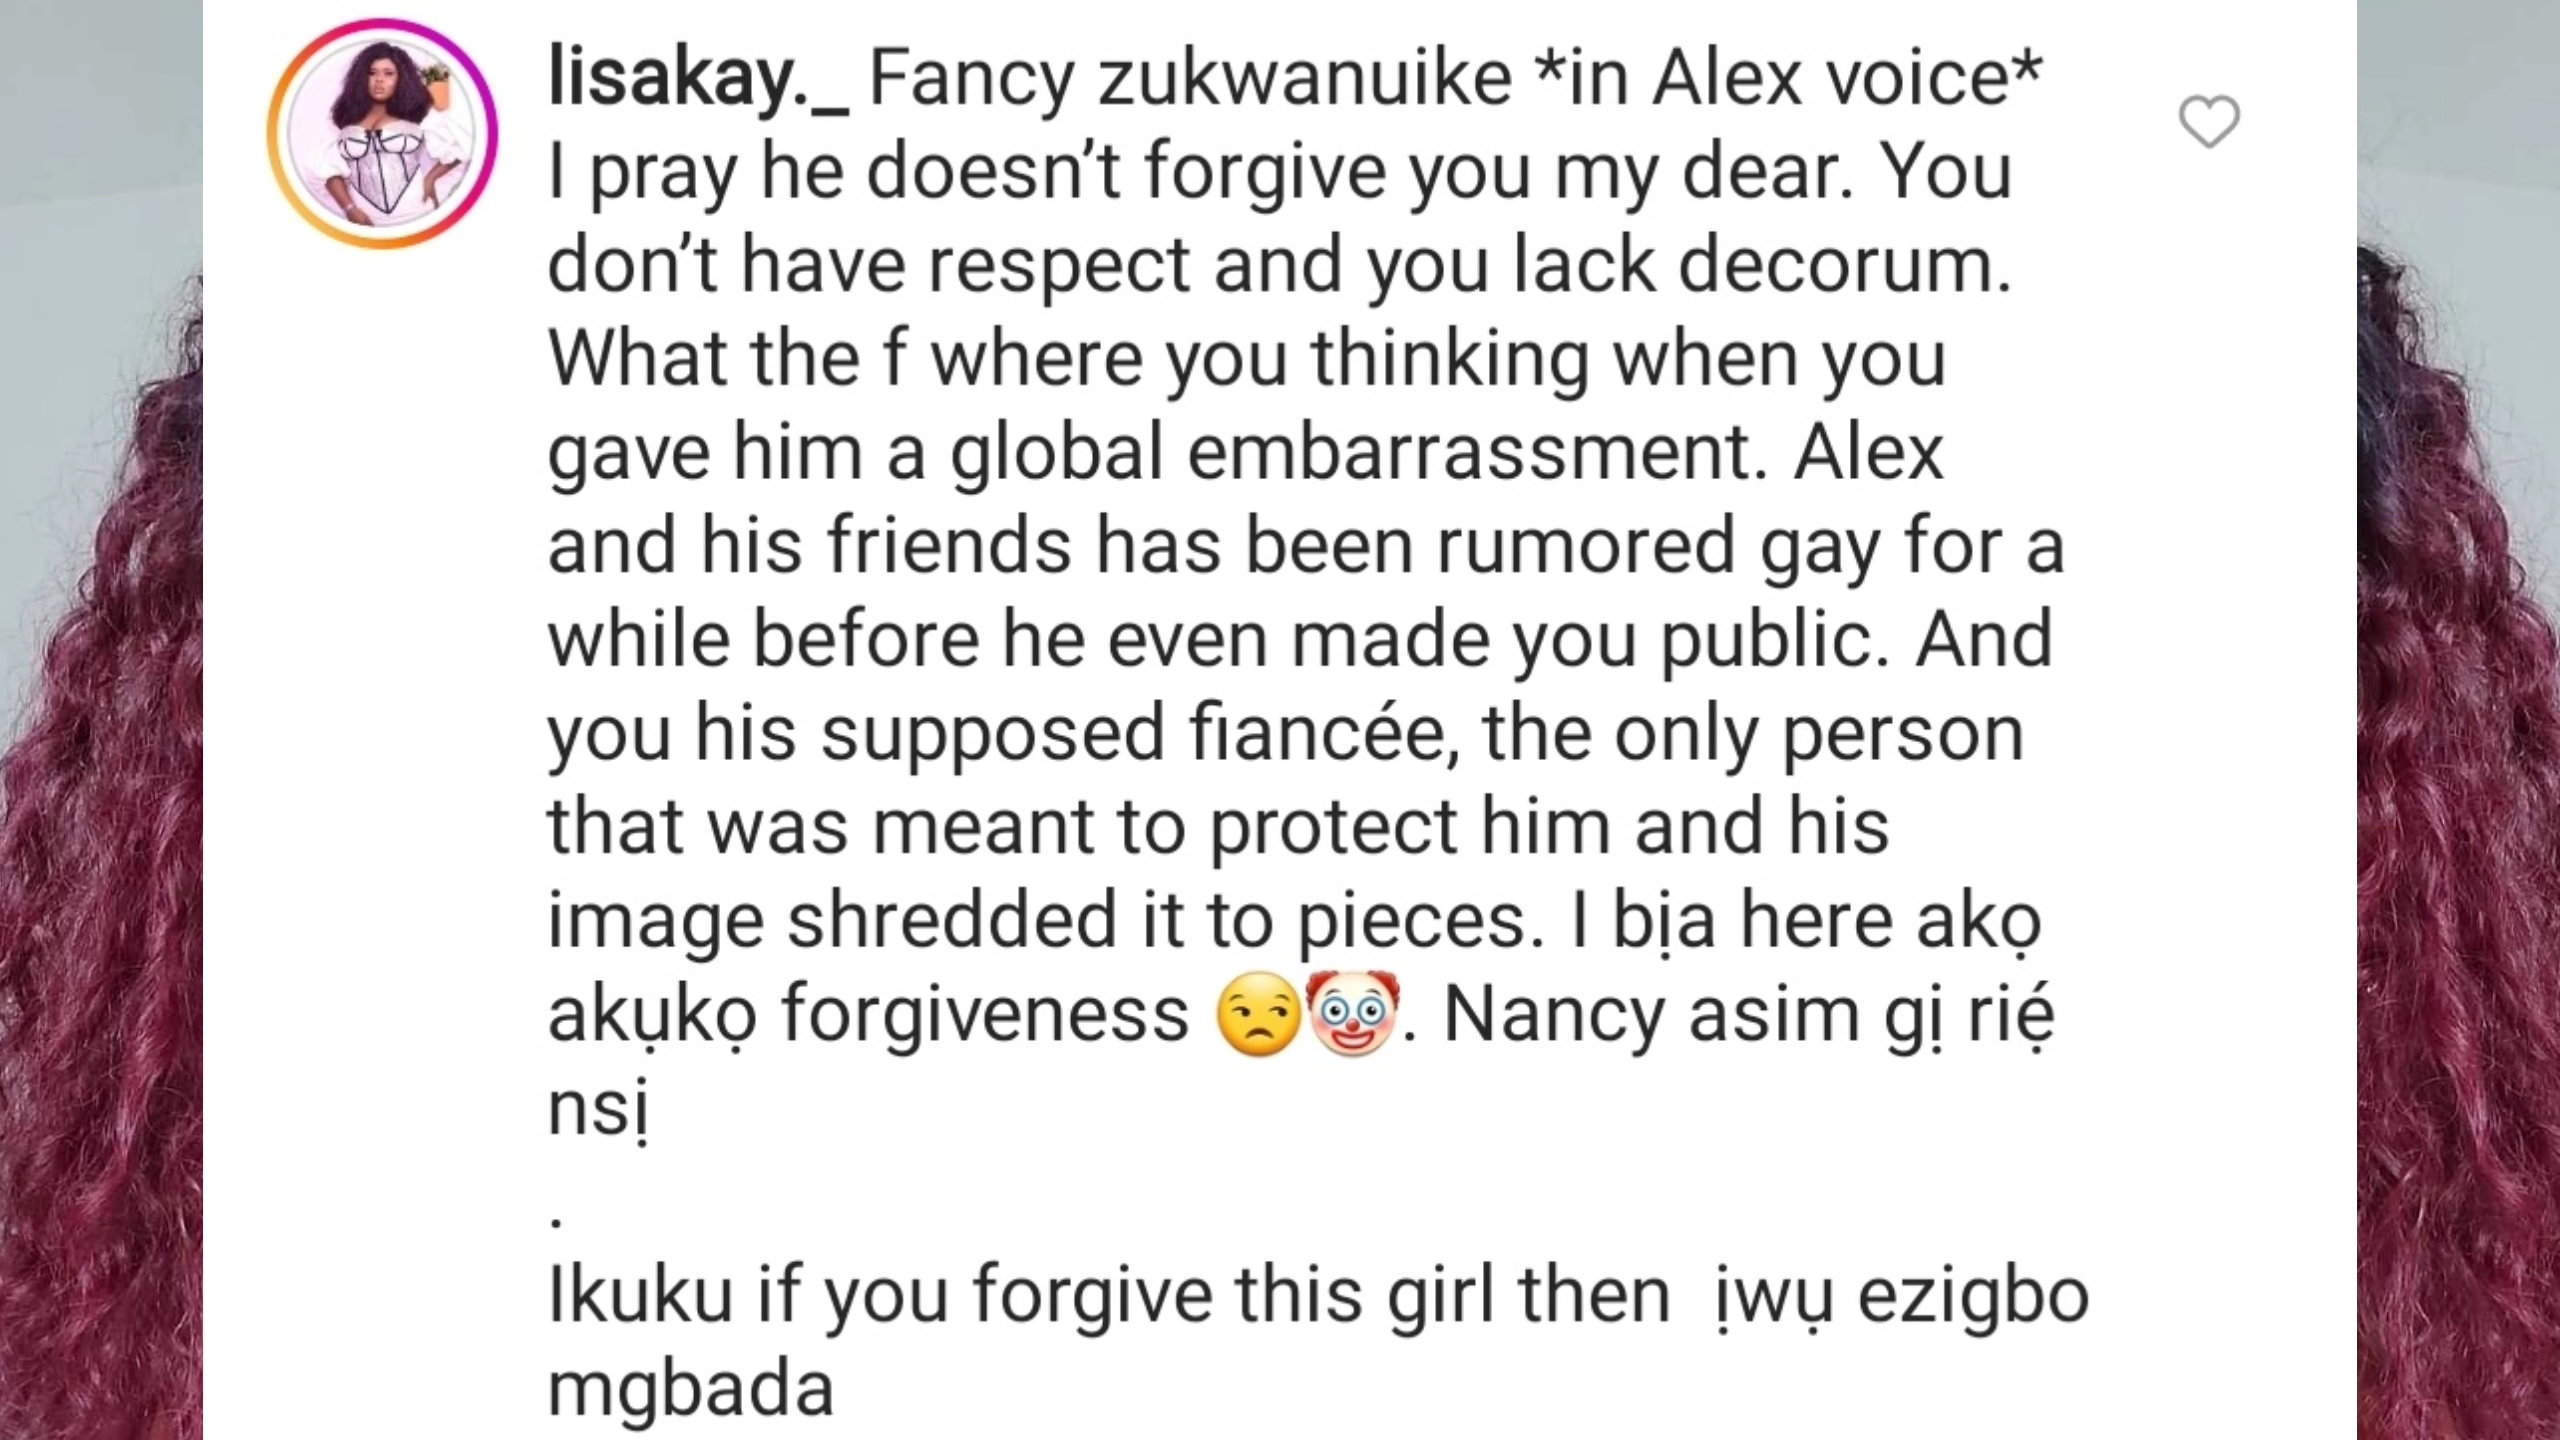 lisakay._ Fancy zukwanuike *in Alex voice*
I pray he doesn’t forgive you my dear. You
don’t have respect and you lack decorum.
What the f where you thinking when you
gave him a global embarrassment. Alex
and his friends has been rumored gay for a
while before he even made you public. And
you his supposed fiancée, the only person
that was meant to protect him and his
image shredded it to pieces. I bịa here akọ
akụkọ forgiveness 😒🤡. Nancy asim gị riẹ́
nsị
.
Ikuku if you forgive this girl then  ịwụ ezigbo
mgbada